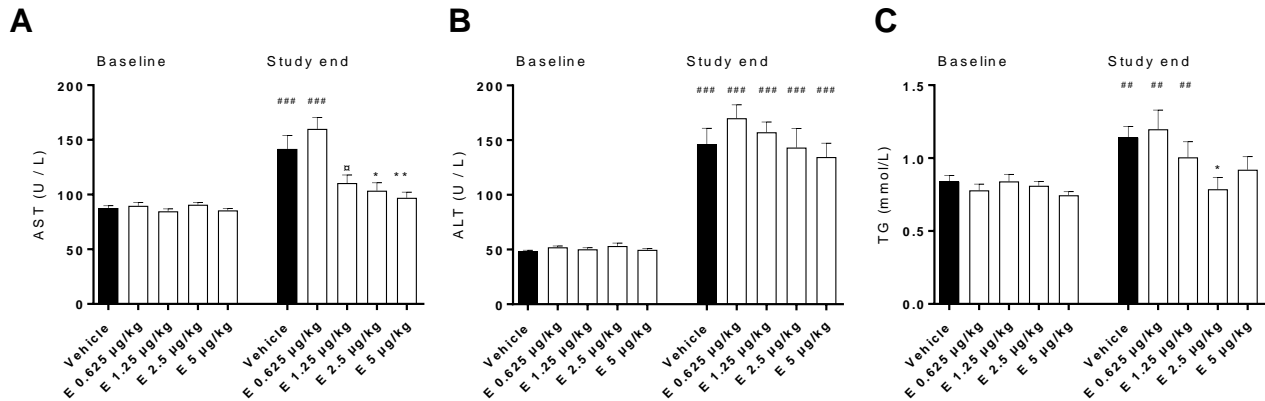 A
Baseline
Study end
AST (U / L)
200
150
100
50
0
### ###
¤
*
* *
Vehicle
E 0.625 µg/kg
E 1.25 µg/kg
E 2.5 µg/kg
E 5 µg/kg
Vehicle
E 0.625 µg/kg
E 1.25 µg/kg
E 2.5 µg/kg
E 5 µg/kg
B
Baseline
Study end
ALT (U / L)
200
150
100
50
0
### ### ### ### ###
Vehicle
E 0.625 µg/kg
E 1.25 µg/kg
E 2.5 µg/kg
E 5 µg/kg
Vehicle
E 0.625 µg/kg
E 1.25 µg/kg
E 2.5 µg/kg
E 5 µg/kg
C
Baseline
Study end
TG (mmol/L)
1.5
1.0
0.5
0.0
## ## ##
*
Vehicle
E 0.625 µg/kg
E 1.25 µg/kg
E 2.5 µg/kg
E 5 µg/kg
Vehicle
E 0.625 µg/kg
E 1.25 µg/kg
E 2.5 µg/kg
E 5 µg/kg